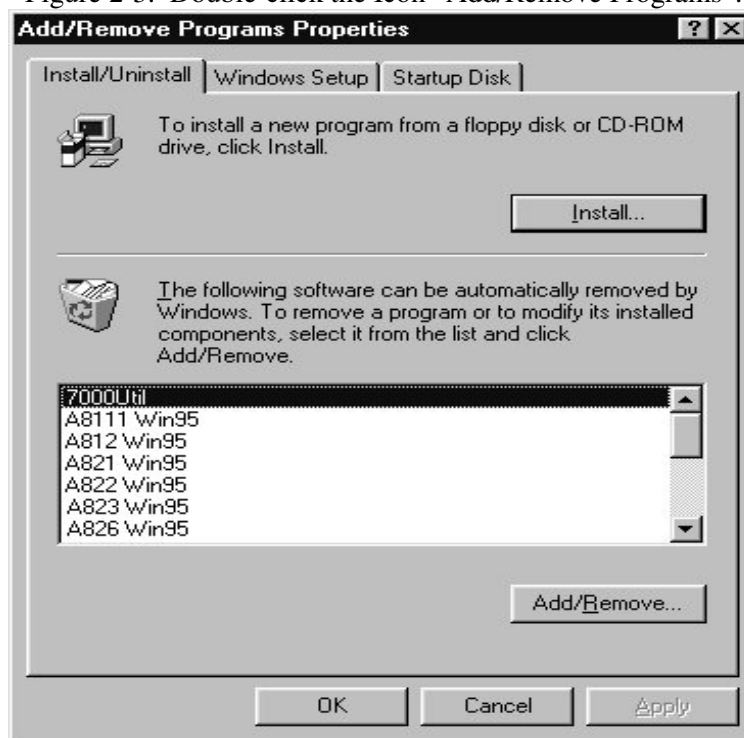 Figure 2-3. Double-click the Icon "Add/Remove Programs".
Add/Remove Programs Properties
Install/Uninstall
Windows Setup
Startup Disk
To install a new program from a floppy disk or CD-ROM
drive, click Install.
Install...
The following software can be automatically removed by
Windows. To remove a program or to modify its installed
components, select it from the list and click
Add/Remove.
7000Util
A8111 Win95
A812 Win95
A821 Win95
A822 Win95
A823 Win95
A826 Win95
Add/Remove...
OK
Cancel
Apply